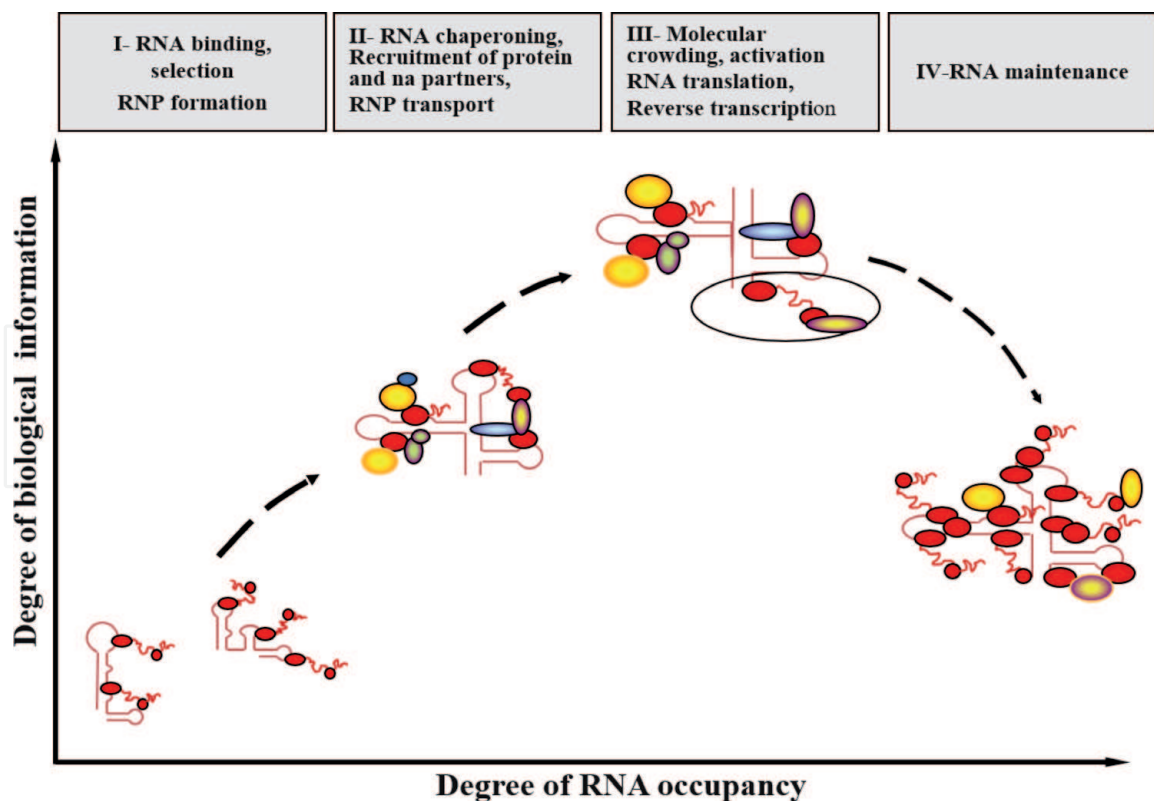 I- RNA binding,
selection
RNP formation
II- RNA chaperoning,
Recruitment of protein
and na partners,
RNP transport
III- Molecular
crowding, activation
RNA translation,
Reverse transcription
IV-RNA maintenance
Degree of biological information
Degree of RNA occupancy